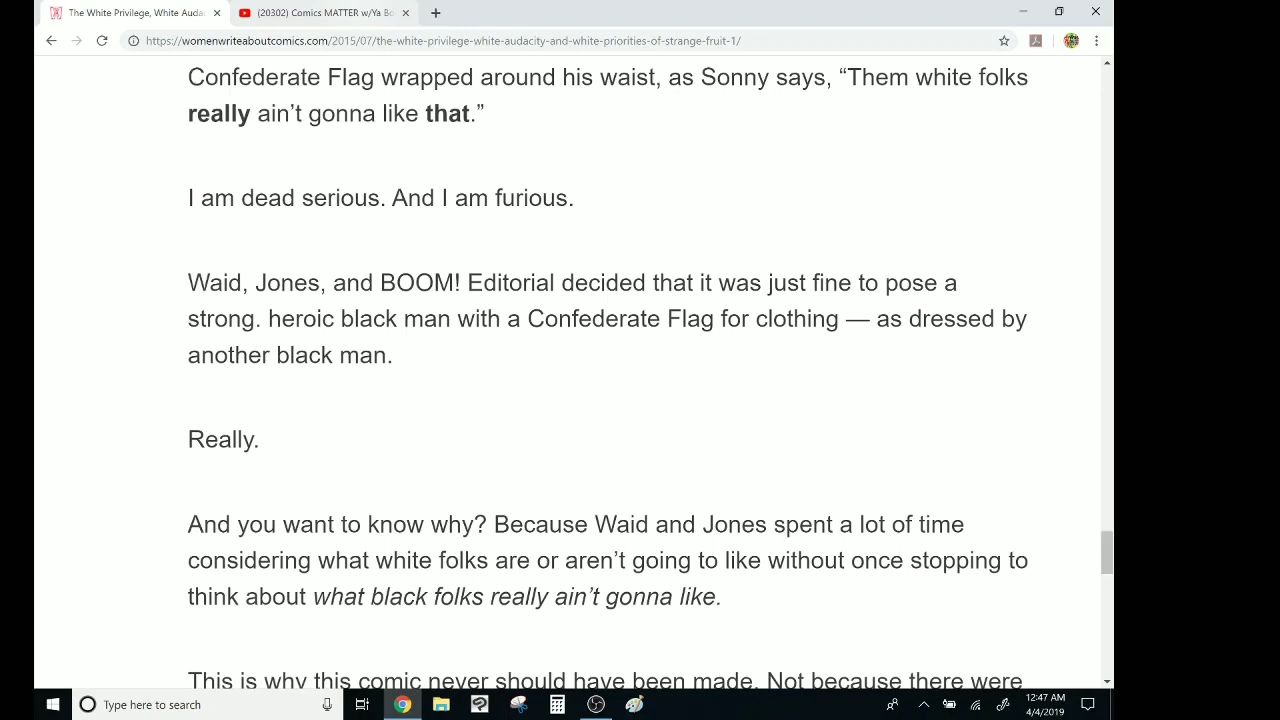 The White Privilege, White Auda
(20302) Comics MATTER w/Ya Bo
https://womenwriteaboutcomics.com/2015/07/the-white-privilege-white-audacity-and-white-priorities-of-strange-fruit-1/
Confederate Flag wrapped around his waist, as Sonny says, “Them white folks
really ain’t gonna like that.”
I am dead serious. And I am furious.
Waid, Jones, and BOOM! Editorial decided that it was just fine to pose a
strong. heroic black man with a Confederate Flag for clothing — as dressed by
another black man.
Really.
And you want to know why? Because Waid and Jones spent a lot of time
considering what white folks are or aren’t going to like without once stopping to
think about what black folks really ain’t gonna like.
This is why this comic never should have been made. Not because there were
Type here to search
12:47 AM
4/4/2019